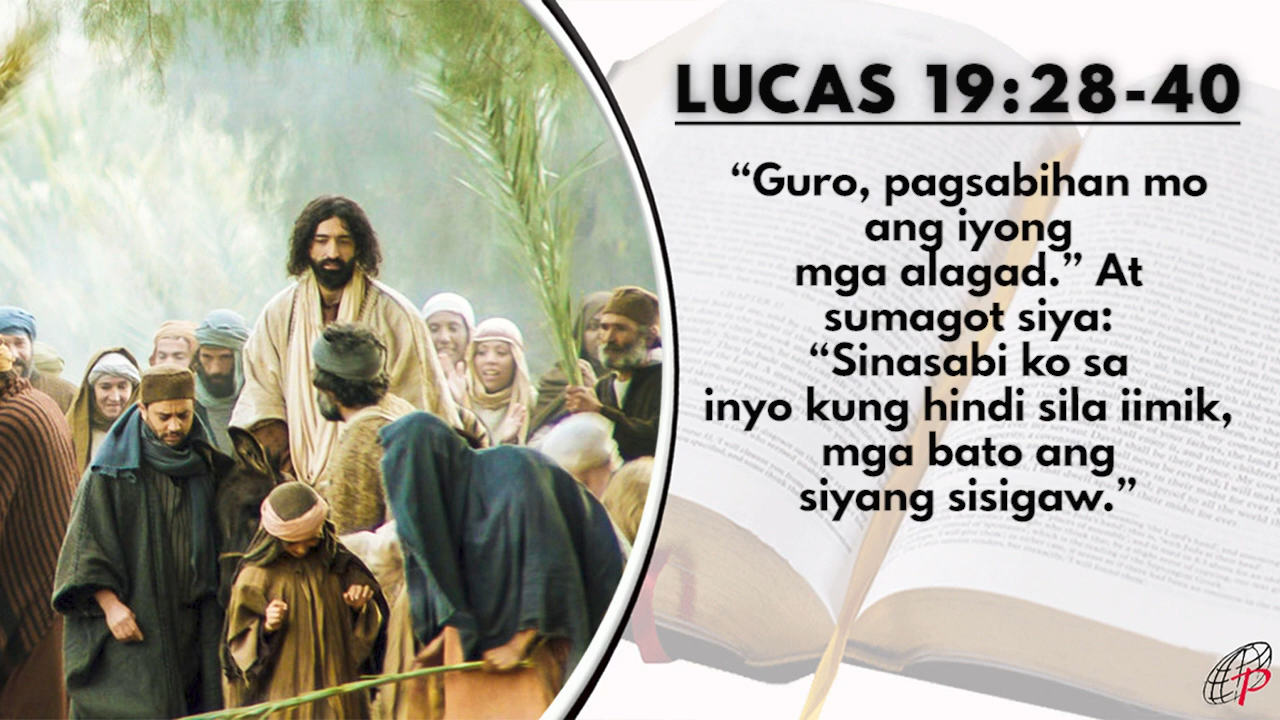 LUCAS 19:28-40
“Guro, pagsabihan mo
ang iyong
mga alagad.” At
sumagot siya:
“Sinasabi ko sa
inyo kung hindi sila iimik,
mga bato ang
siyang sisigaw.”